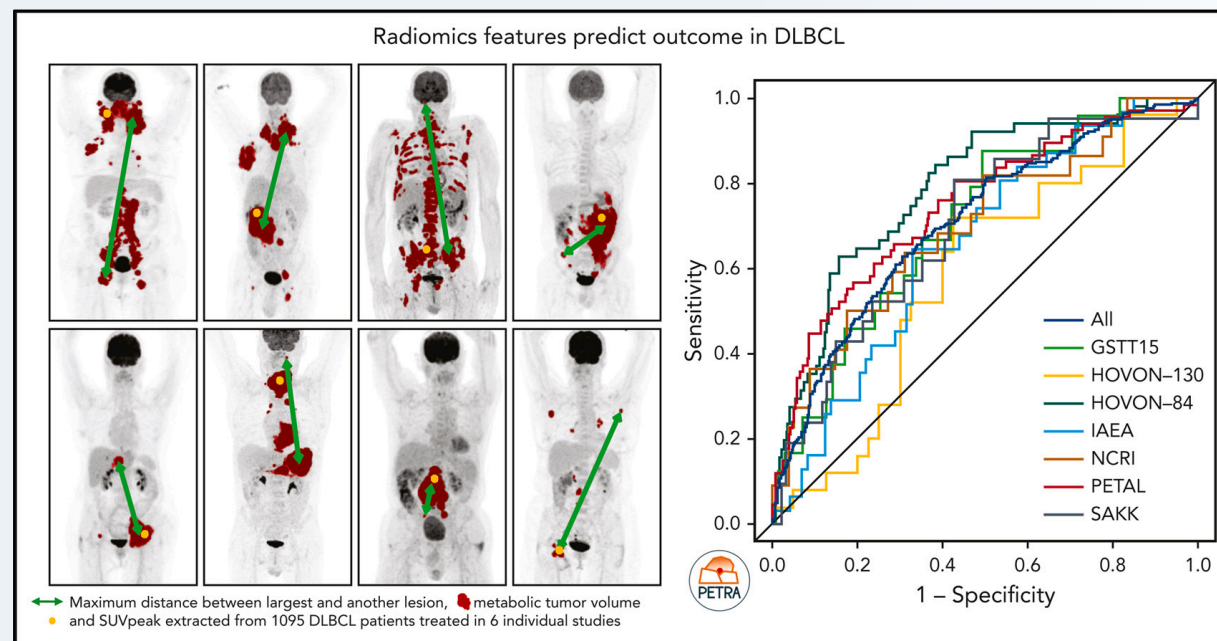 Radiomics features predict outcome in DLBCL
Maximum distance between largest and another lesion, metabolic tumor volume
and SUVpeak extracted from 1095 DLBCL patients treated in 6 individual studies
Sensitivity
1.0
0.8
0.6
0.4
0.2
0.0
0.0 0.2 0.4 0.6 0.8 1.0
1 – Specificity
All
GSTT15
HOVON–130
HOVON–84
IAEA
NCRI
PETAL
SAKK
PETRA